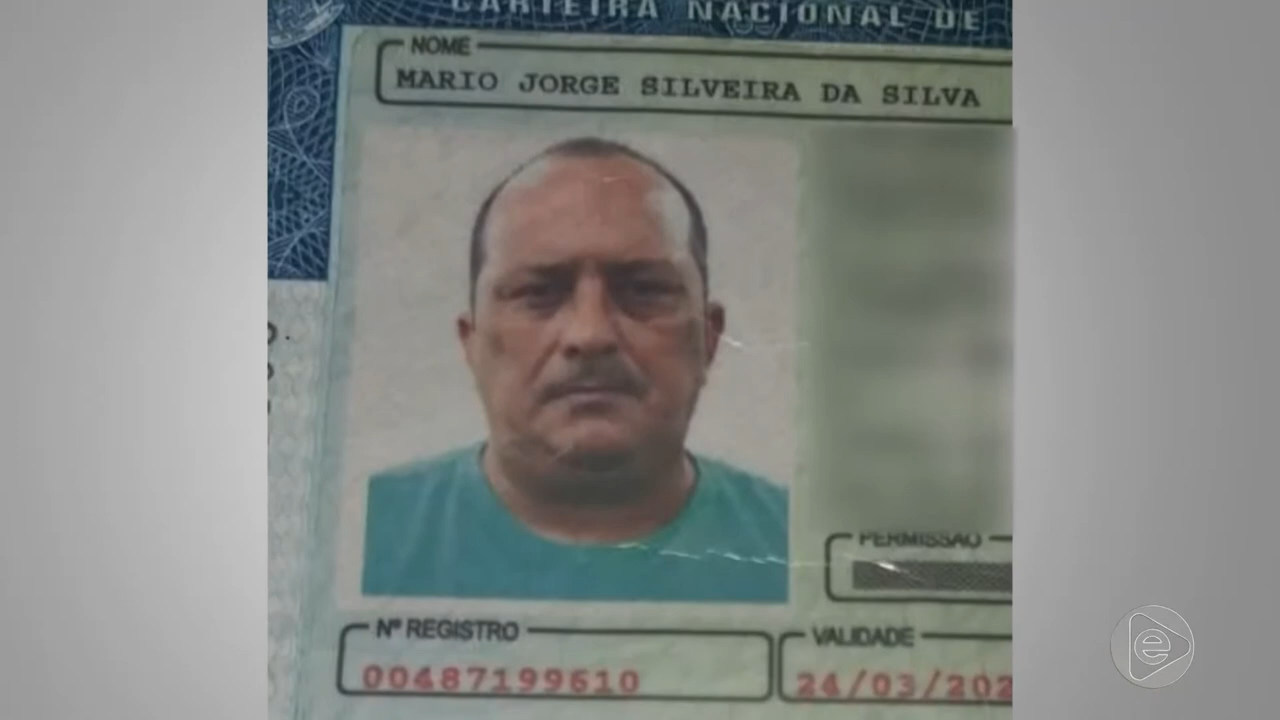 CARTEIRA NACIONAL DE
NOME
MARIO JORGE SILVEIRA DA SILVA
PERMISSÃO
Nº REGISTRO
00487199610
VALIDADE
24/03/202
e